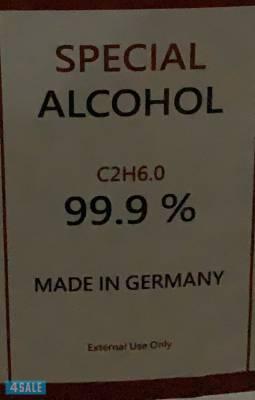 SPECIAL
ALCOHOL
C2H6.0
99.9 %
MADE IN GERMANY
External Use Only
4SALE